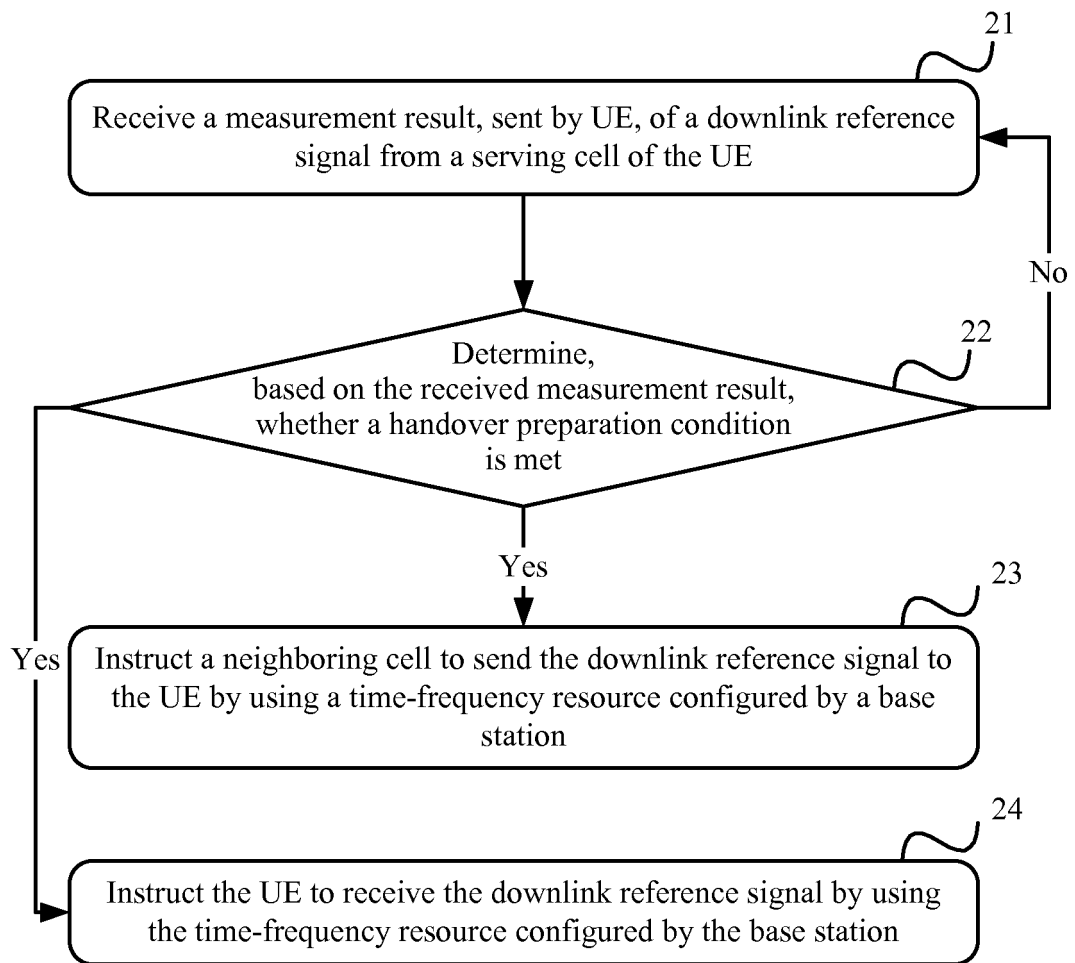 21
Receive a measurement result, sent by UE, of a downlink reference
signal from a serving cell of the UE
No
22
Determine,
based on the received measurement result,
whether a handover preparation condition
is met
Yes
23
Yes
Instruct a neighboring cell to send the downlink reference signal to
the UE by using a time-frequency resource configured by a base
station
24
Instruct the UE to receive the downlink reference signal by using
the time-frequency resource configured by the base station